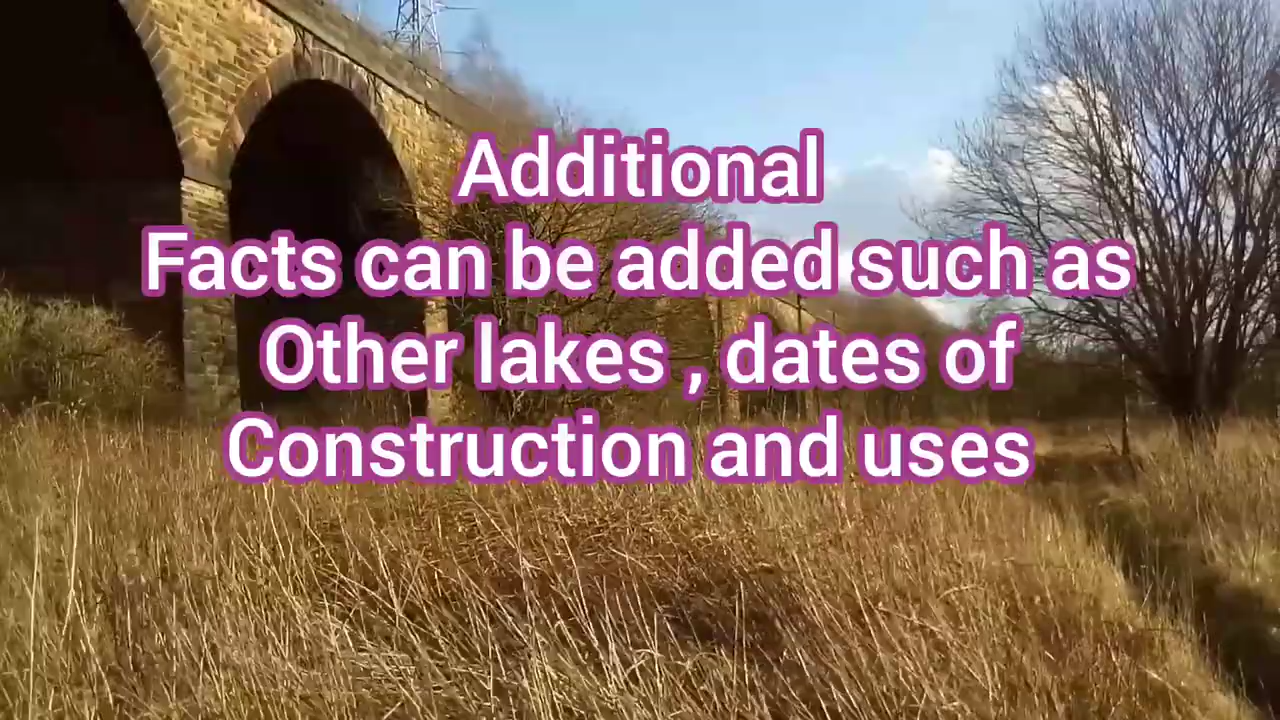 Additional
Facts can be added such as
Other lakes , dates of
Construction and uses